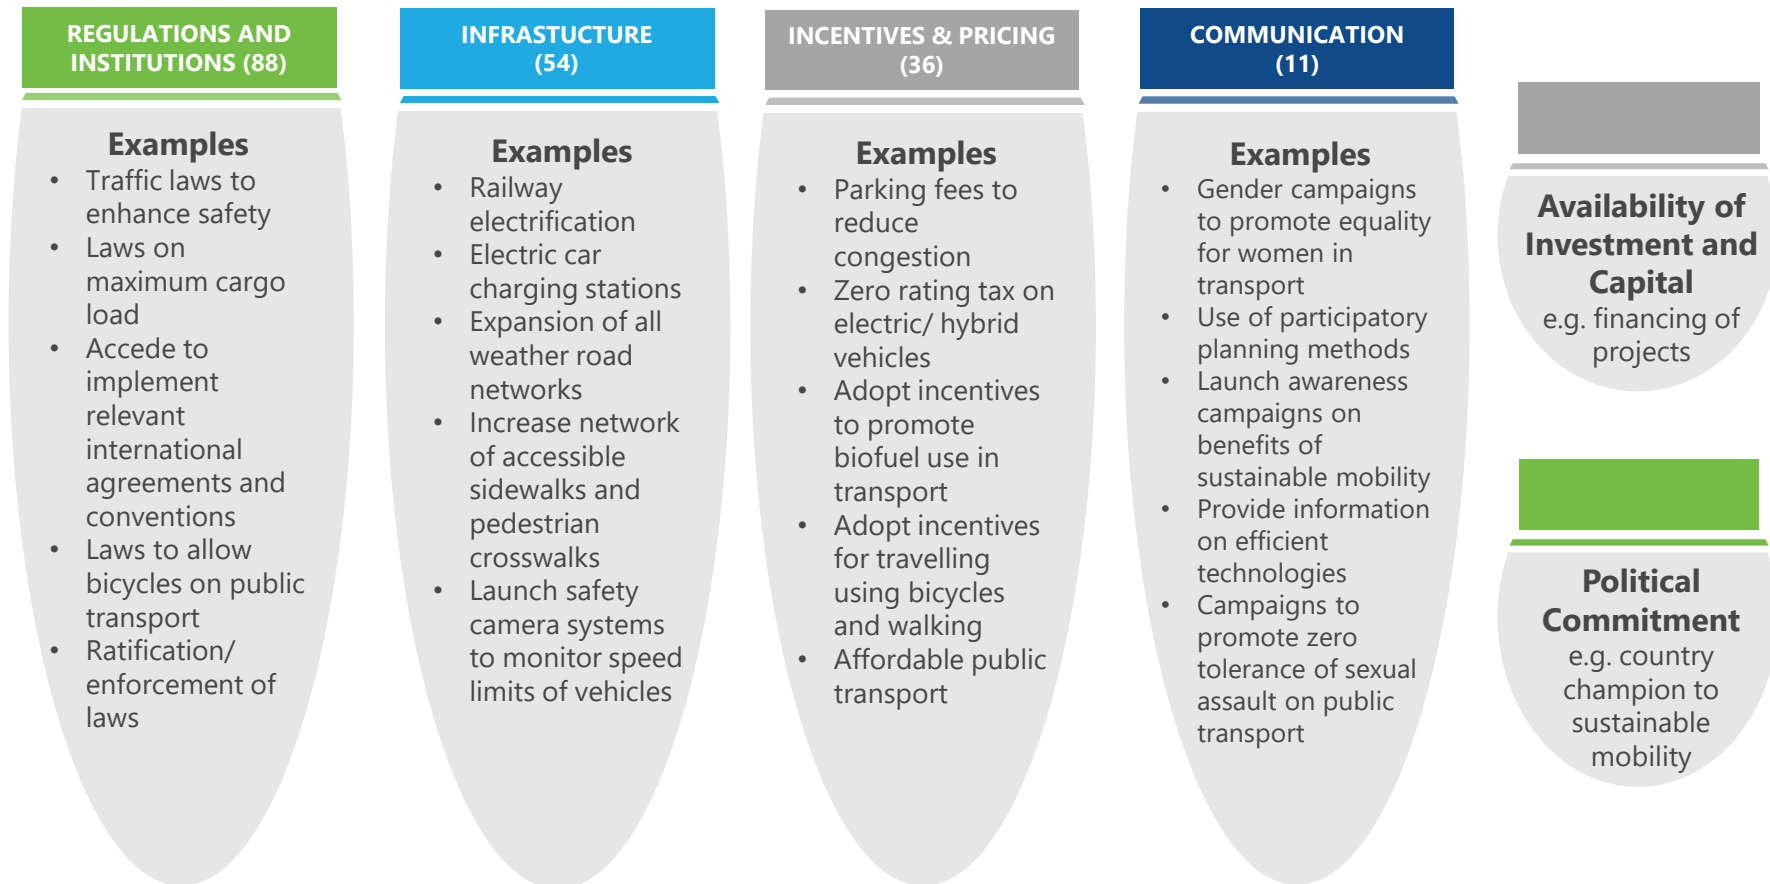 REGULATIONS AND
INSTITUTIONS (88)
Examples
• Traffic laws to
enhance safety
• Laws on
maximum cargo
load
• Accede to
implement
relevant
international
agreements and
conventions
• Laws to allow
bicycles on public
transport
• Ratification/
enforcement of
laws
INFRASTUCTURE
(54)
Examples
• Railway
electrification
• Electric car
charging stations
• Expansion of all
weather road
networks
• Increase network
of accessible
sidewalks and
pedestrian
crosswalks
• Launch safety
camera systems
to monitor speed
limits of vehicles
INCENTIVES & PRICING
(36)
Examples
• Parking fees to
reduce
congestion
• Zero rating tax on
electric/ hybrid
vehicles
• Adopt incentives
to promote
biofuel use in
transport
• Adopt incentives
for travelling
using bicycles
and walking
• Affordable public
transport
COMMUNICATION
(11)
Examples
• Gender campaigns
to promote equality
for women in
transport
• Use of participatory
planning methods
• Launch awareness
campaigns on
benefits of
sustainable mobility
• Provide information
on efficient
technologies
• Campaigns to
promote zero
tolerance of sexual
assault on public
transport
Availability of
Investment and
Capital
e.g. financing of
projects
Political
Commitment
e.g. country
champion to
sustainable
mobility